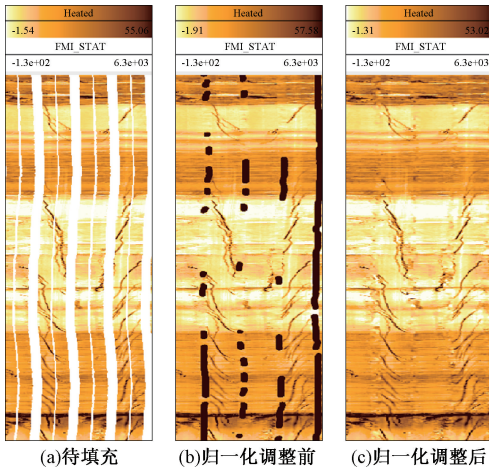 Heated
-1.54 55.06
FMI_STAT
-1.3e+02 6.3e+03
(a)待填充
Heated
-1.91 57.58
FMI_STAT
-1.3e+02 6.3e+03
(b)归一化调整前
Heated
-1.31 53.02
FMI_STAT
-1.3e+02 6.3e+03
(c)归一化调整后